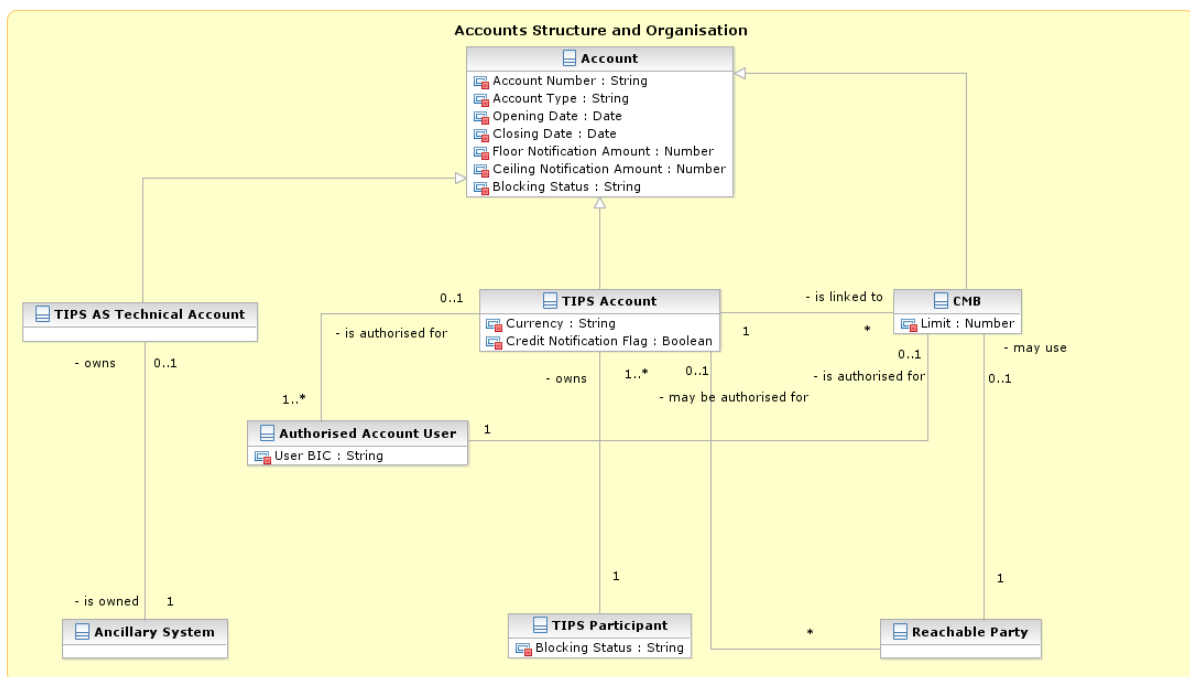 Accounts Structure and Organisation
Account
Account Number : String
Account Type : String
Opening Date : Date
Closing Date : Date
Floor Notification Amount : Number
Ceiling Notification Amount : Number
Blocking Status : String
TIPS AS Technical Account
- owns
0..1
- is owned
1
Ancillary System
0..1
- is authorised for
1..*
Authorised Account User
User BIC : String
1
TIPS Account
Currency : String
Credit Notification Flag : Boolean
- owns
1..*
0..1
- may be authorised for
1
TIPS Participant
Blocking Status : String
- is linked to
1
*
CMB
Limit : Number
0..1
- is authorised for
- may use
0..1
1
*
Reachable Party